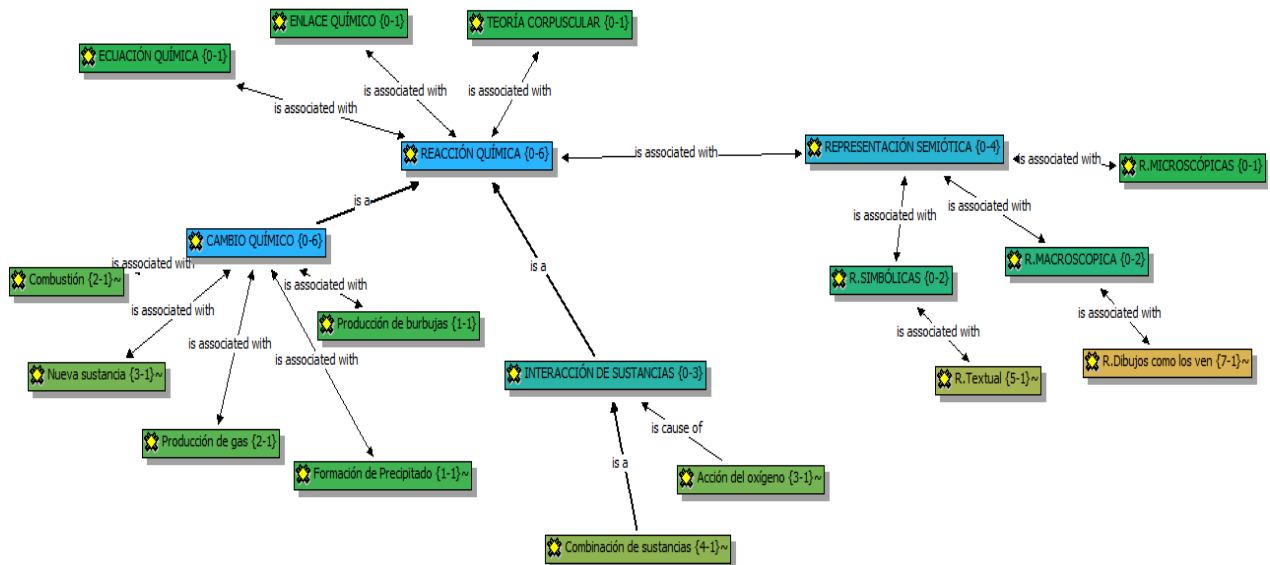 ENLACE QUÍMICO {0-1}
TEORÍA CORPUSCULAR {0-1}
ECUACIÓN QUÍMICA {0-1}
is associated with
is associated with
is associated with
REACCIÓN QUÍMICA {0-6}
is associated with
REPRESENTACIÓN SEMIÓTICA {0-4}
is associated with
R.MICROSCÓPICAS {0-1}
is a
is associated with
is associated with
CAMBIO QUÍMICO {0-6}
is associated with
Combustión {2-1}~
is a
R.MACROSCOPICA {0-2}
R.SIMBÓLICAS {0-2}
is associated with
is associated with
Producción de burbujas {1-1}
is associated with
is associated with
is associated with
is associated with
Nueva sustancia {3-1}~
INTERACCIÓN DE SUSTANCIAS {0-3}
R.Textual {5-1}~
R.Dibujos como los ven {7-1}~
is cause of
Producción de gas {2-1}
is a
Formación de Precipitado {1-1}~
Acción del oxígeno {3-1}~
Combinación de sustancias {4-1}~